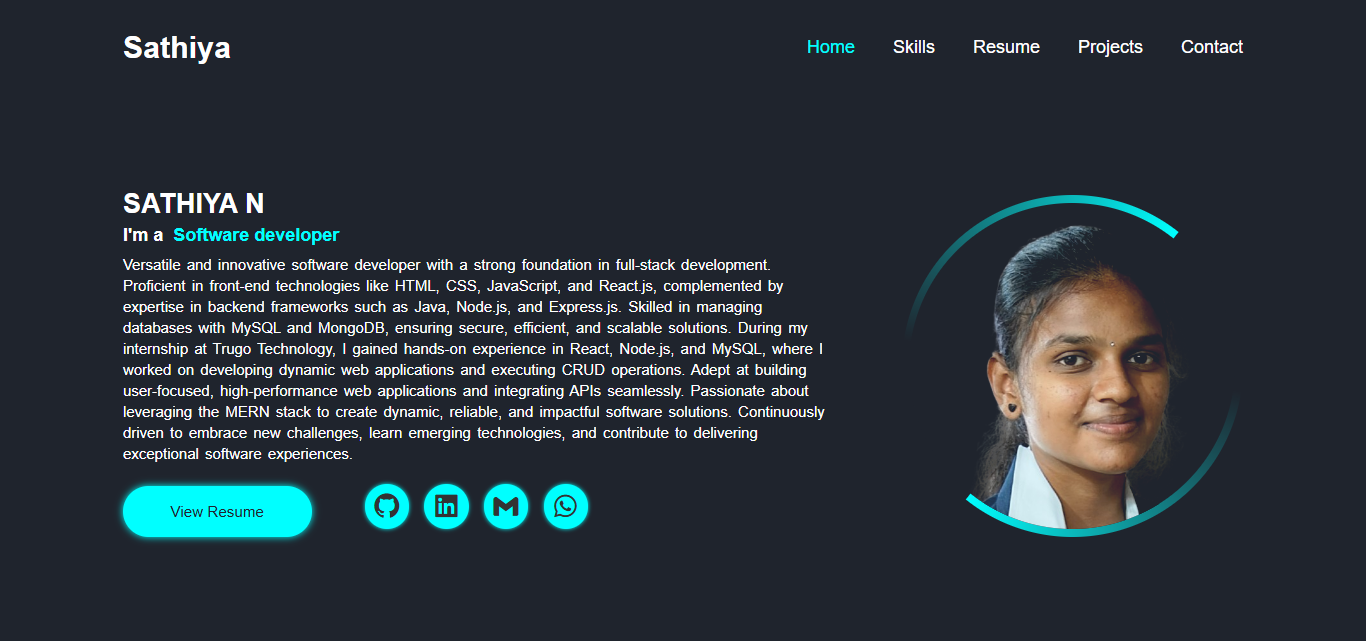 Sathiya
Home Skills Resume Projects Contact
SATHIYA N
I'm a Software developer
Versatile and innovative software developer with a strong foundation in full-stack development.
Proficient in front-end technologies like HTML, CSS, JavaScript, and React.js, complemented by
expertise in backend frameworks such as Java, Node.js, and Express.js. Skilled in managing
databases with MySQL and MongoDB, ensuring secure, efficient, and scalable solutions. During my
internship at Trugo Technology, I gained hands-on experience in React, Node.js, and MySQL, where I
worked on developing dynamic web applications and executing CRUD operations. Adept at building
user-focused, high-performance web applications and integrating APIs seamlessly. Passionate about
leveraging the MERN stack to create dynamic, reliable, and impactful software solutions. Continuously
driven to embrace new challenges, learn emerging technologies, and contribute to delivering
exceptional software experiences.
View Resume